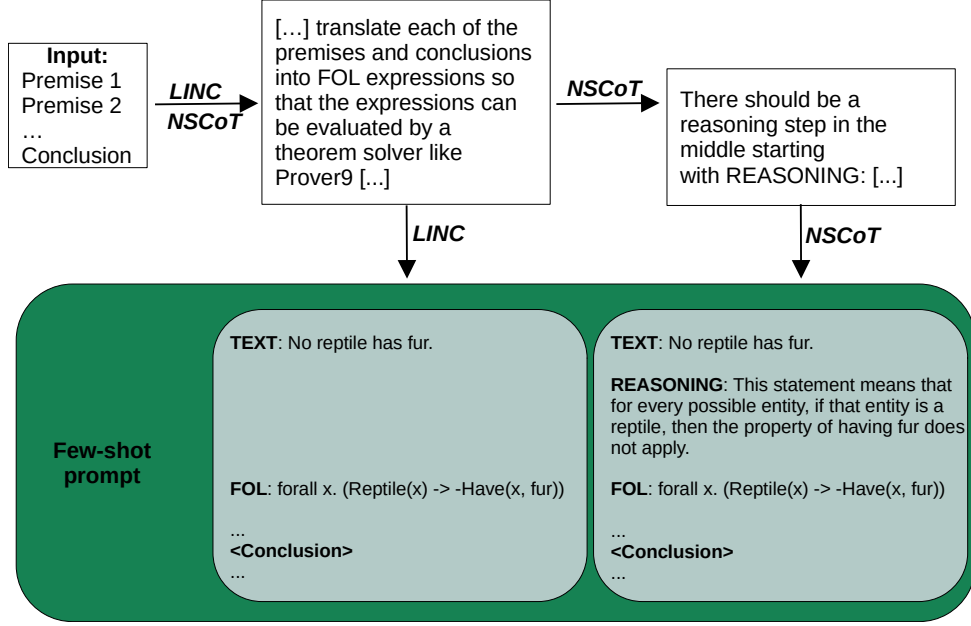 Input:
Premise 1
Premise 2
…
Conclusion
LINC
NSCoT
[…] translate each of the
premises and conclusions
into FOL expressions so
that the expressions can
be evaluated by a
theorem solver like
Prover9 [...]
NSCoT
There should be a
reasoning step in the
middle starting
with REASONING: [...]
LINC
NSCoT
Few-shot
prompt
TEXT: No reptile has fur.
FOL: forall x. (Reptile(x) -> -Have(x, fur))
...
<Conclusion>
...
TEXT: No reptile has fur.
REASONING: This statement means that
for every possible entity, if that entity is a
reptile, then the property of having fur does
not apply.
FOL: forall x. (Reptile(x) -> -Have(x, fur))
...
<Conclusion>
...